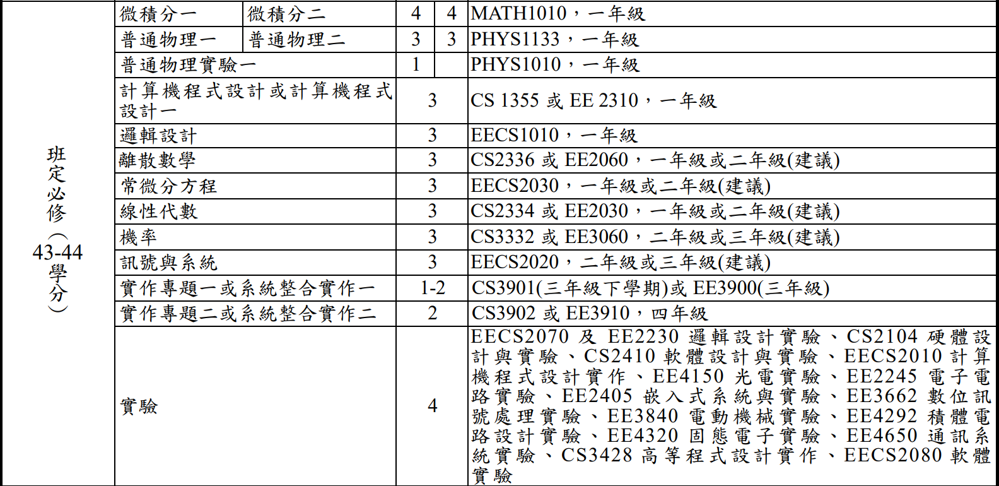 班定必修（43-44學分）
微積分一 微積分二 4 4 MATH1010，一年級
普通物理一 普通物理二 3 3 PHYS1133，一年級
普通物理實驗一 1 PHYS1010，一年級
計算機程式設計或計算機程式
設計一 3 CS 1355 或 EE 2310，一年級
邏輯設計 3 EECS1010，一年級
離散數學 3 CS2336 或 EE2060，一年級或二年級(建議)
常微分方程 3 EECS2030，一年級或二年級(建議)
線性代數 3 CS2334 或 EE2030，一年級或二年級(建議)
機率 3 CS3332 或 EE3060，二年級或三年級(建議)
訊號與系統 3 EECS2020，二年級或三年級(建議)
實作專題一或系統整合實作一 1-2 CS3901(三年級下學期)或 EE3900(三年級)
實作專題二或系統整合實作二 2 CS3902 或 EE3910，四年級
實驗 4
EECS2070 及 EE2230 邏輯設計實驗、CS2104 硬體設
計與實驗、CS2410 軟體設計與實驗、EECS2010 計算
機程式設計實作、EE4150 光電實驗、EE2245 電子電
路實驗、EE2405 嵌入式系統與實驗、EE3662 數位訊
號處理實驗、EE3840 電動機械實驗、EE4292 積體電
路設計實驗、EE4320 固態電子實驗、EE4650 通訊系
統實驗、CS3428 高等程式設計實作、EECS2080 軟體
實驗